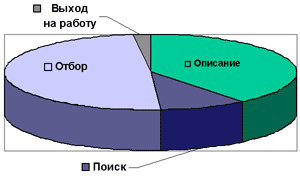 Выход
на работу
Описание
Отбор
Поиск